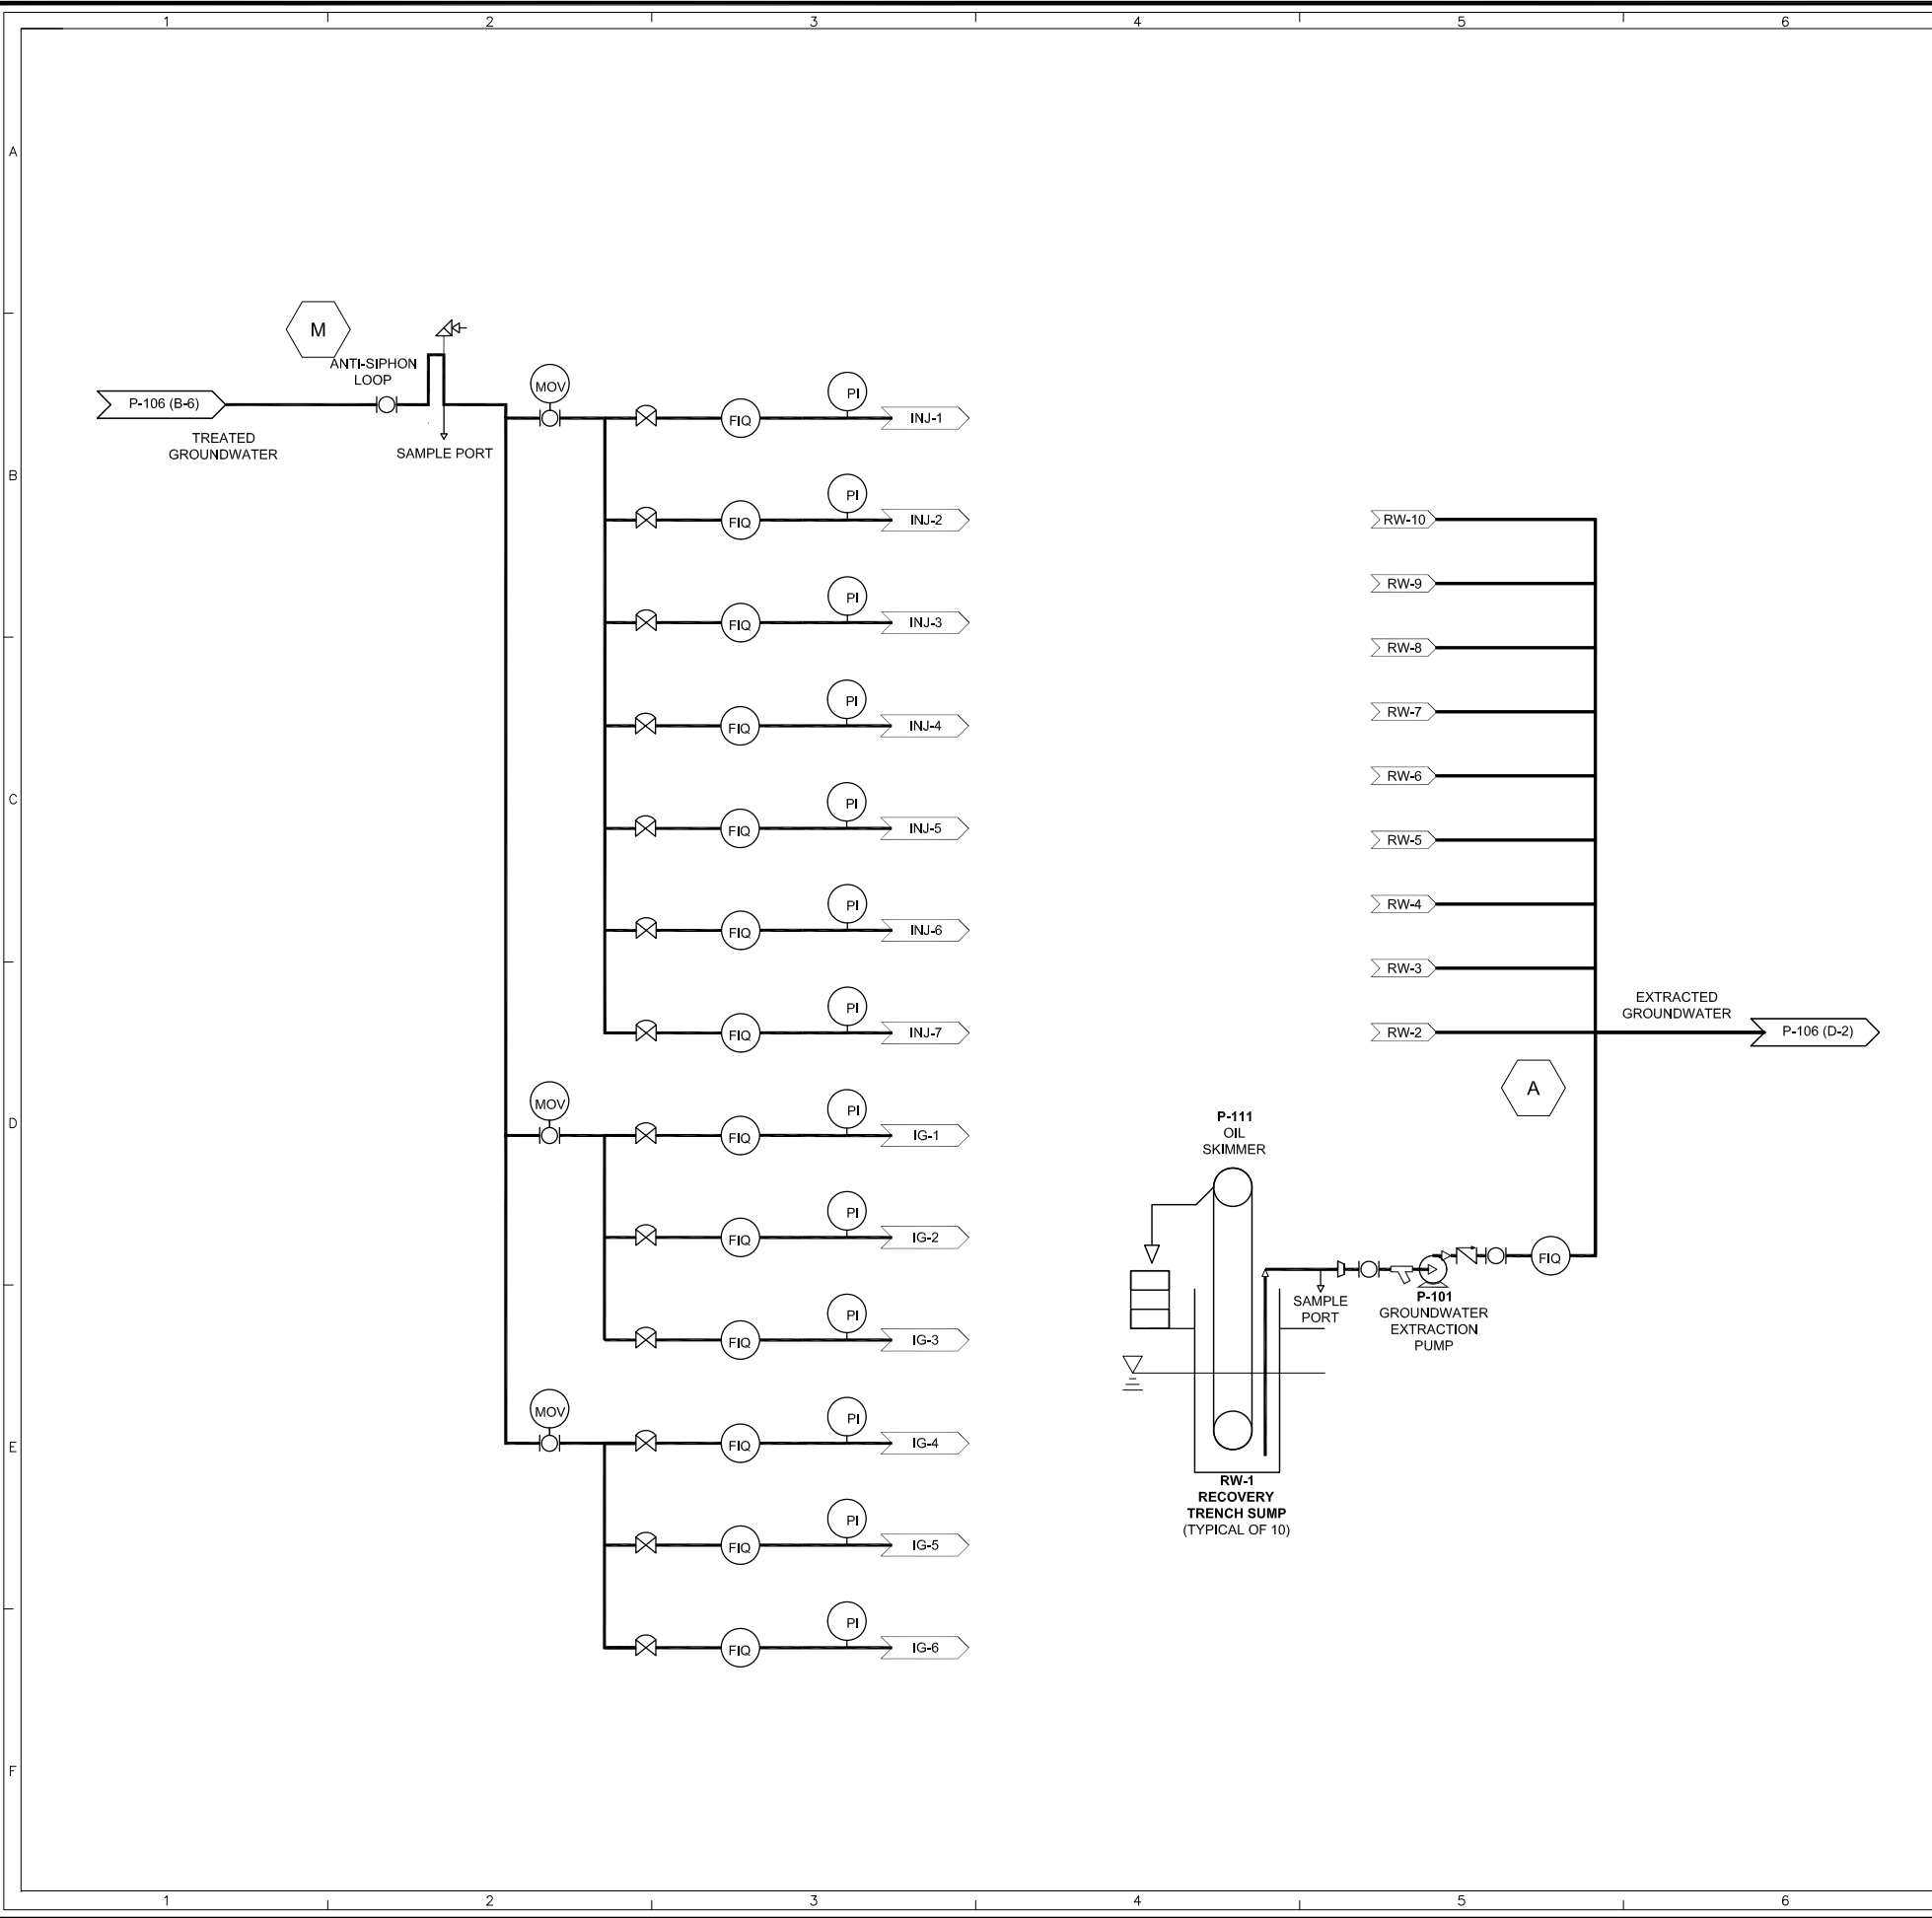 1 2 3 4 5 6
A
M
ANTI-SIPHON
LOOP
P-106 (B-6)
TREATED
GROUNDWATER
SAMPLE PORT
B
MOV
FIQ
PI
INJ-1
FIQ
PI
INJ-2
FIQ
PI
INJ-3
FIQ
PI
INJ-4
C
FIQ
PI
INJ-5
FIQ
PI
INJ-6
FIQ
PI
INJ-7
D
MOV
FIQ
PI
IG-1
FIQ
PI
IG-2
FIQ
PI
IG-3
E
MOV
FIQ
PI
IG-4
FIQ
PI
IG-5
FIQ
PI
IG-6
F
RW-10
RW-9
RW-8
RW-7
RW-6
RW-5
RW-4
RW-3
RW-2
EXTRACTED
GROUNDWATER
P-106 (D-2)
A
P-111
OIL
SKIMMER
SAMPLE
PORT
P-101
GROUNDWATER
EXTRACTION
PUMP
FIQ
RW-1
RECOVERY
TRENCH SUMP
(TYPICAL OF 10)
1 2 3 4 5 6